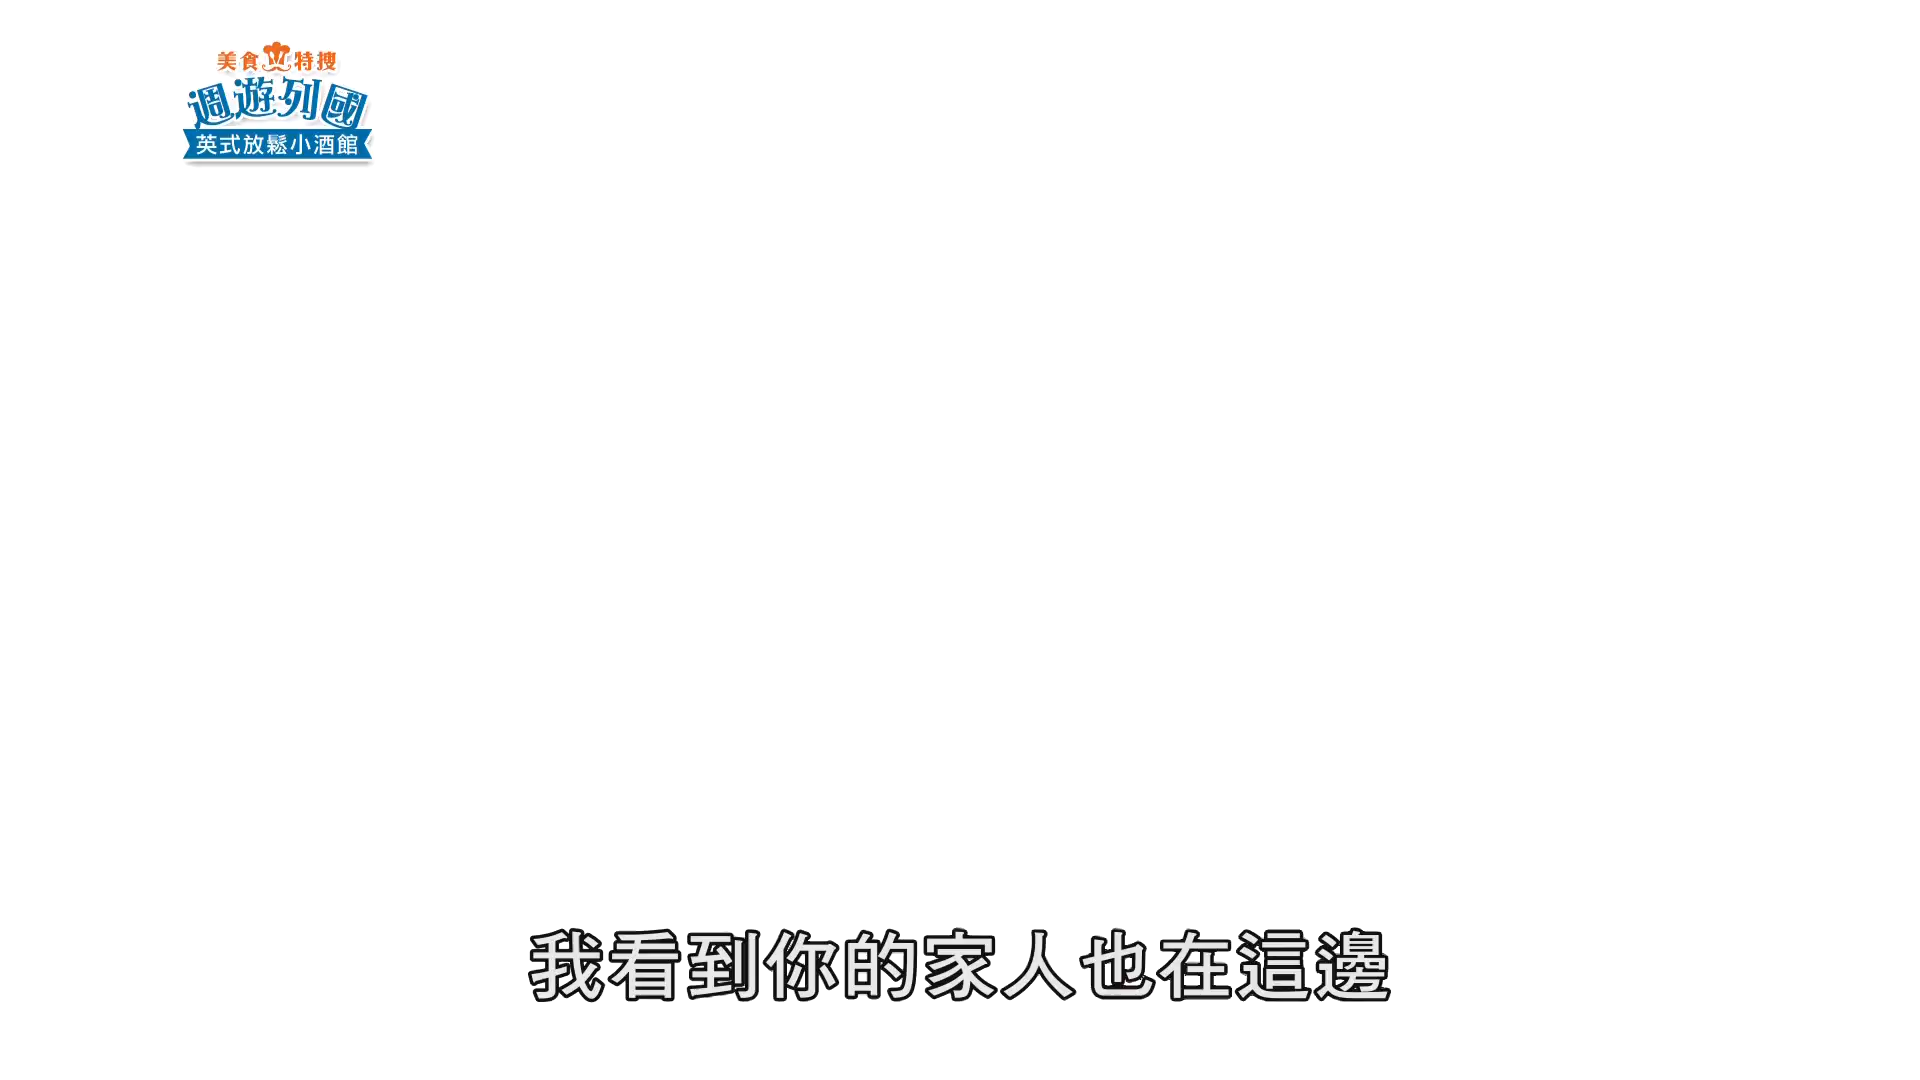 美食特搜
週遊列國
英式放鬆小酒館
我看到你的家人也在這邊